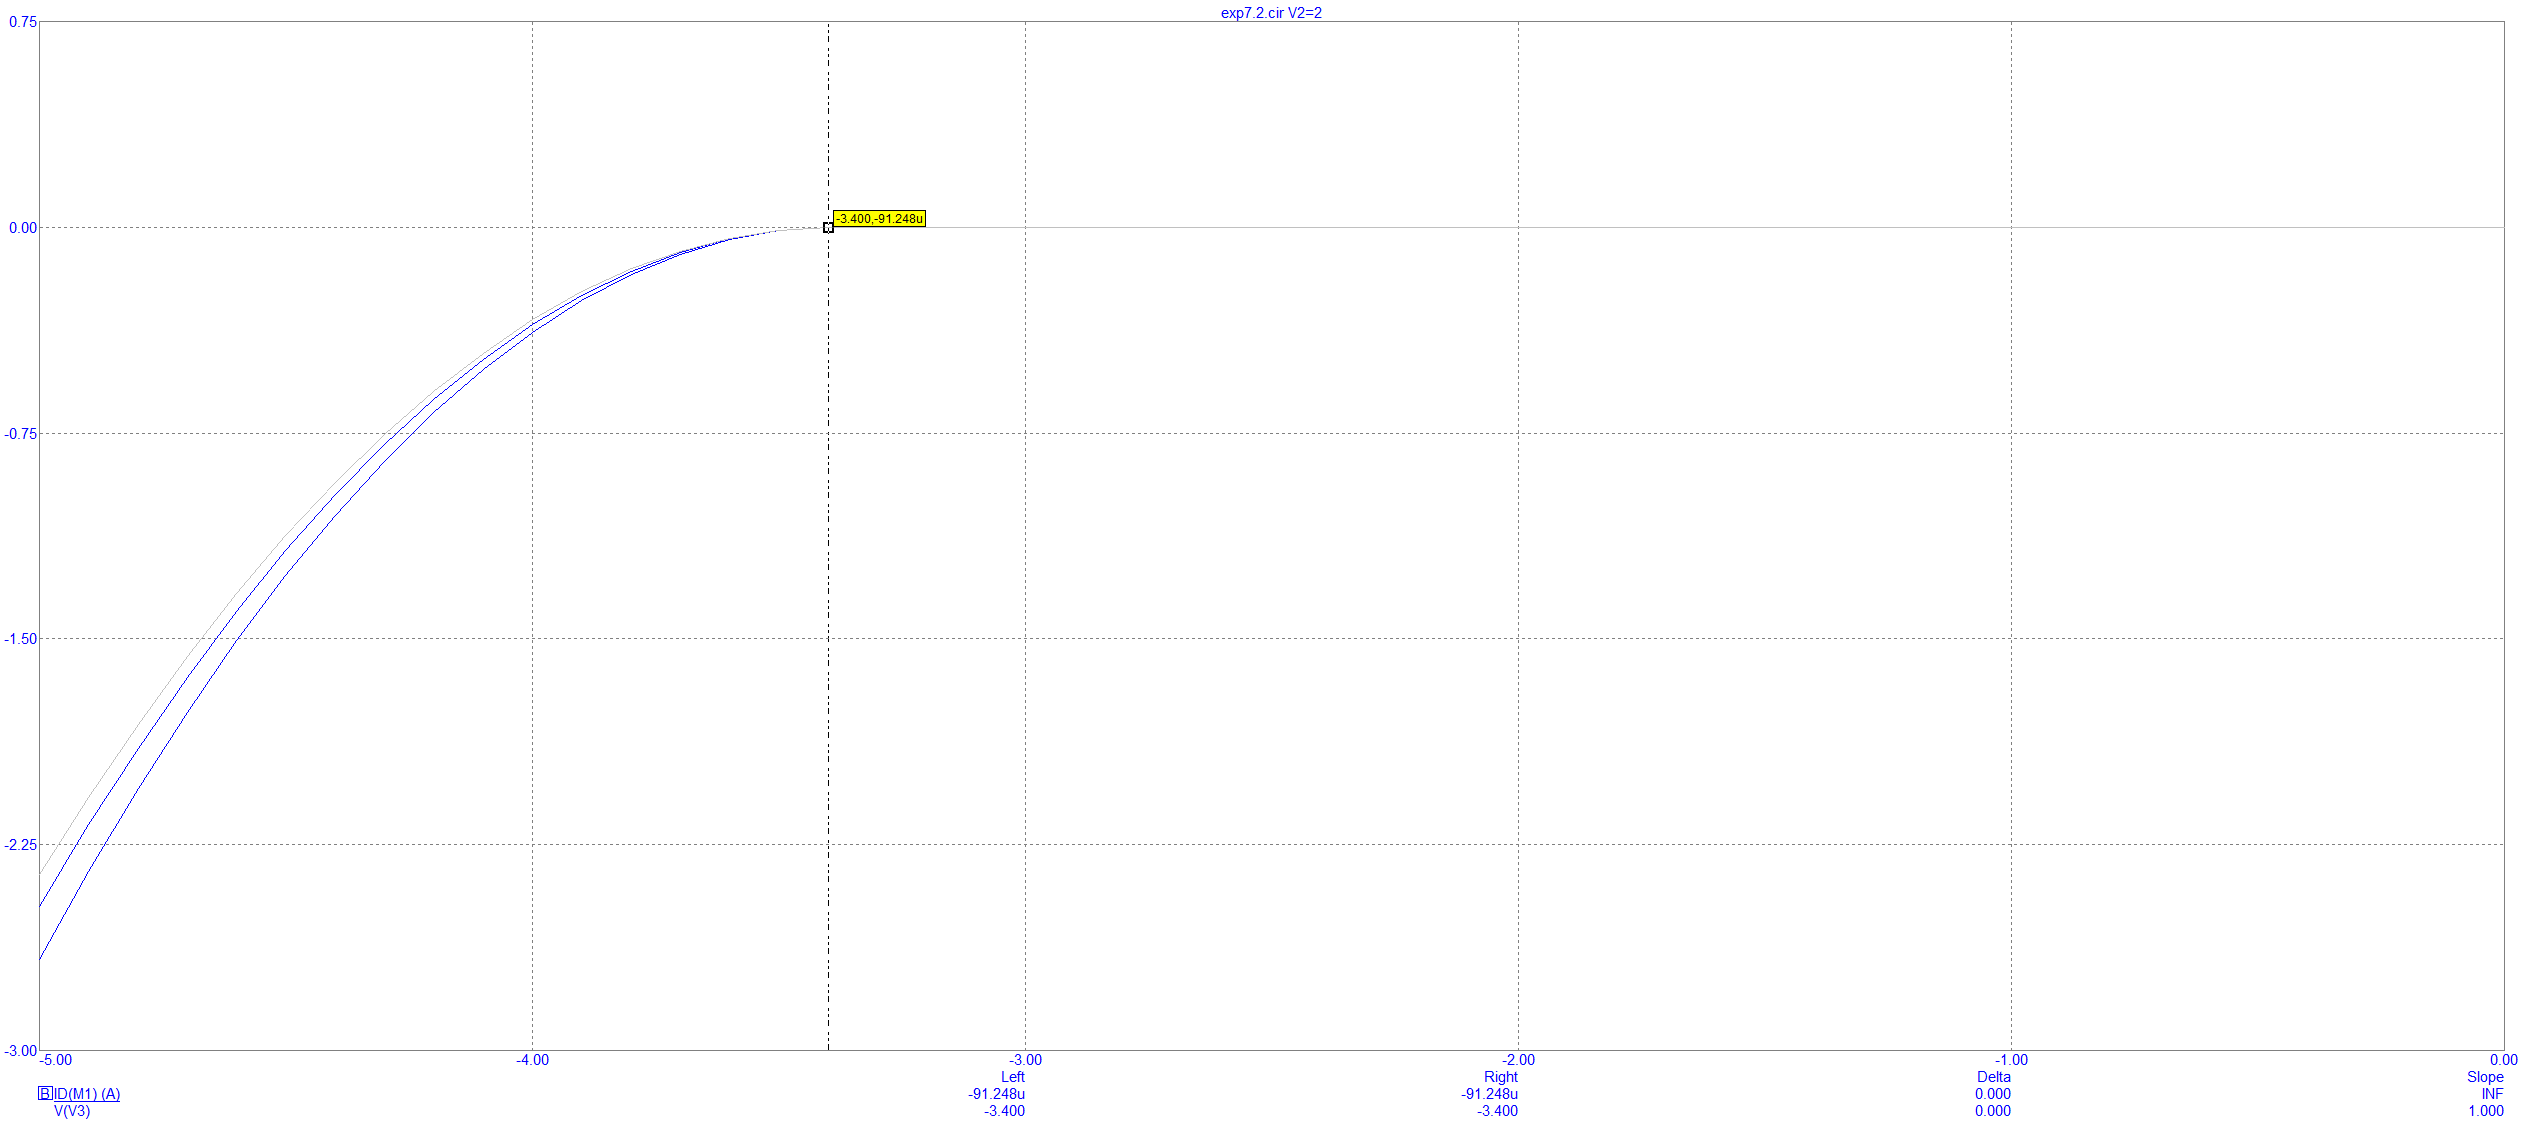 exp7.2.cir V2=2
0.75
0.00
-3.400,-91.248u
-0.75
-1.50
-2.25
-3.00
-5.00 -4.00 -3.00 -2.00 -1.00 0.00
Left Right Delta Slope
B ID(M1) (A) -91.248u -91.248u 0.000 INF
V(V3) -3.400 -3.400 0.000 1.000